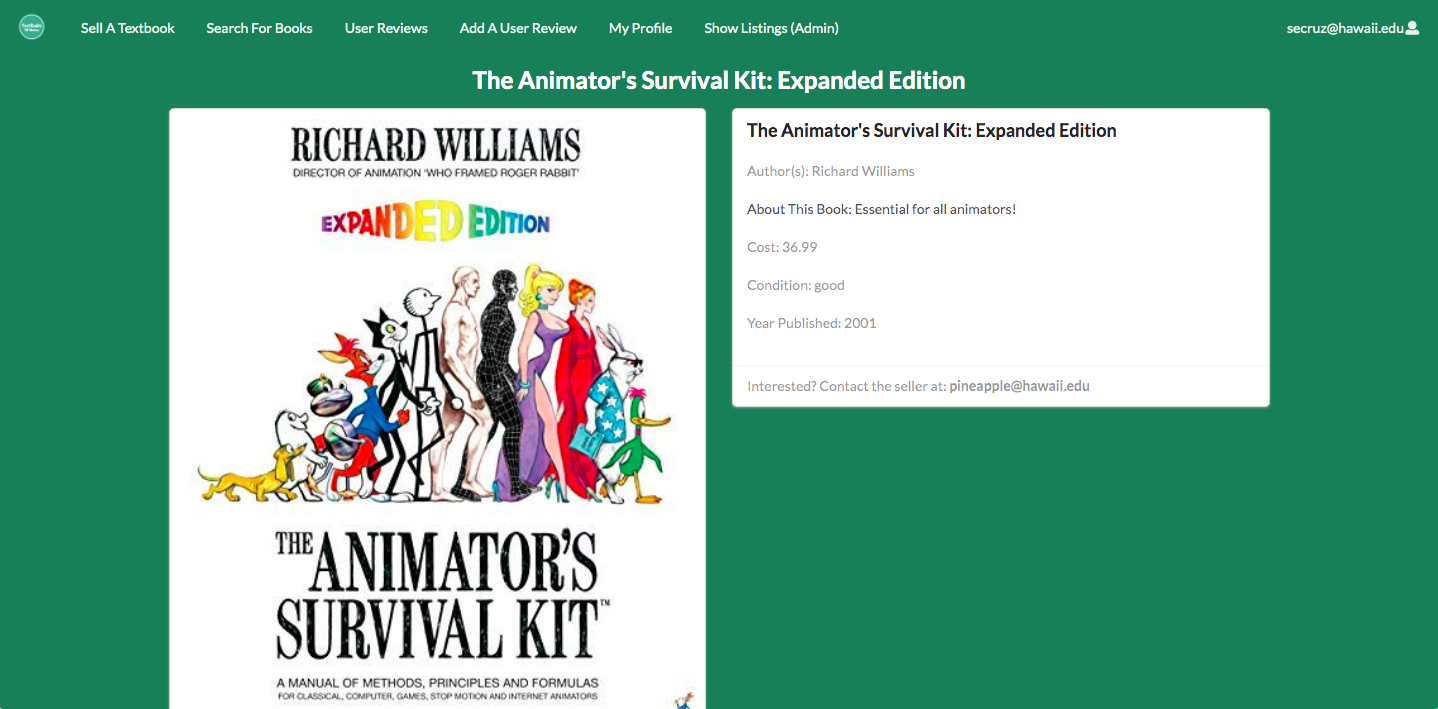 Sell A Textbook Search For Books User Reviews Add A User Review My Profile Show Listings (Admin) secruz@hawaii.edu
The Animator's Survival Kit: Expanded Edition
RICHARD WILLIAMS
DIRECTOR OF ANIMATION 'WHO FRAMED ROGER RABBIT'
EXPANDED EDITION
THE ANIMATOR'S
SURVIVAL KIT™
A MANUAL OF METHODS, PRINCIPLES AND FORMULAS
FOR CLASSICAL, COMPUTER, GAMES, STOP MOTION AND INTERNET ANIMATORS
The Animator's Survival Kit: Expanded Edition
Author(s): Richard Williams
About This Book: Essential for all animators!
Cost: 36.99
Condition: good
Year Published: 2001
Interested? Contact the seller at: pineapple@hawaii.edu